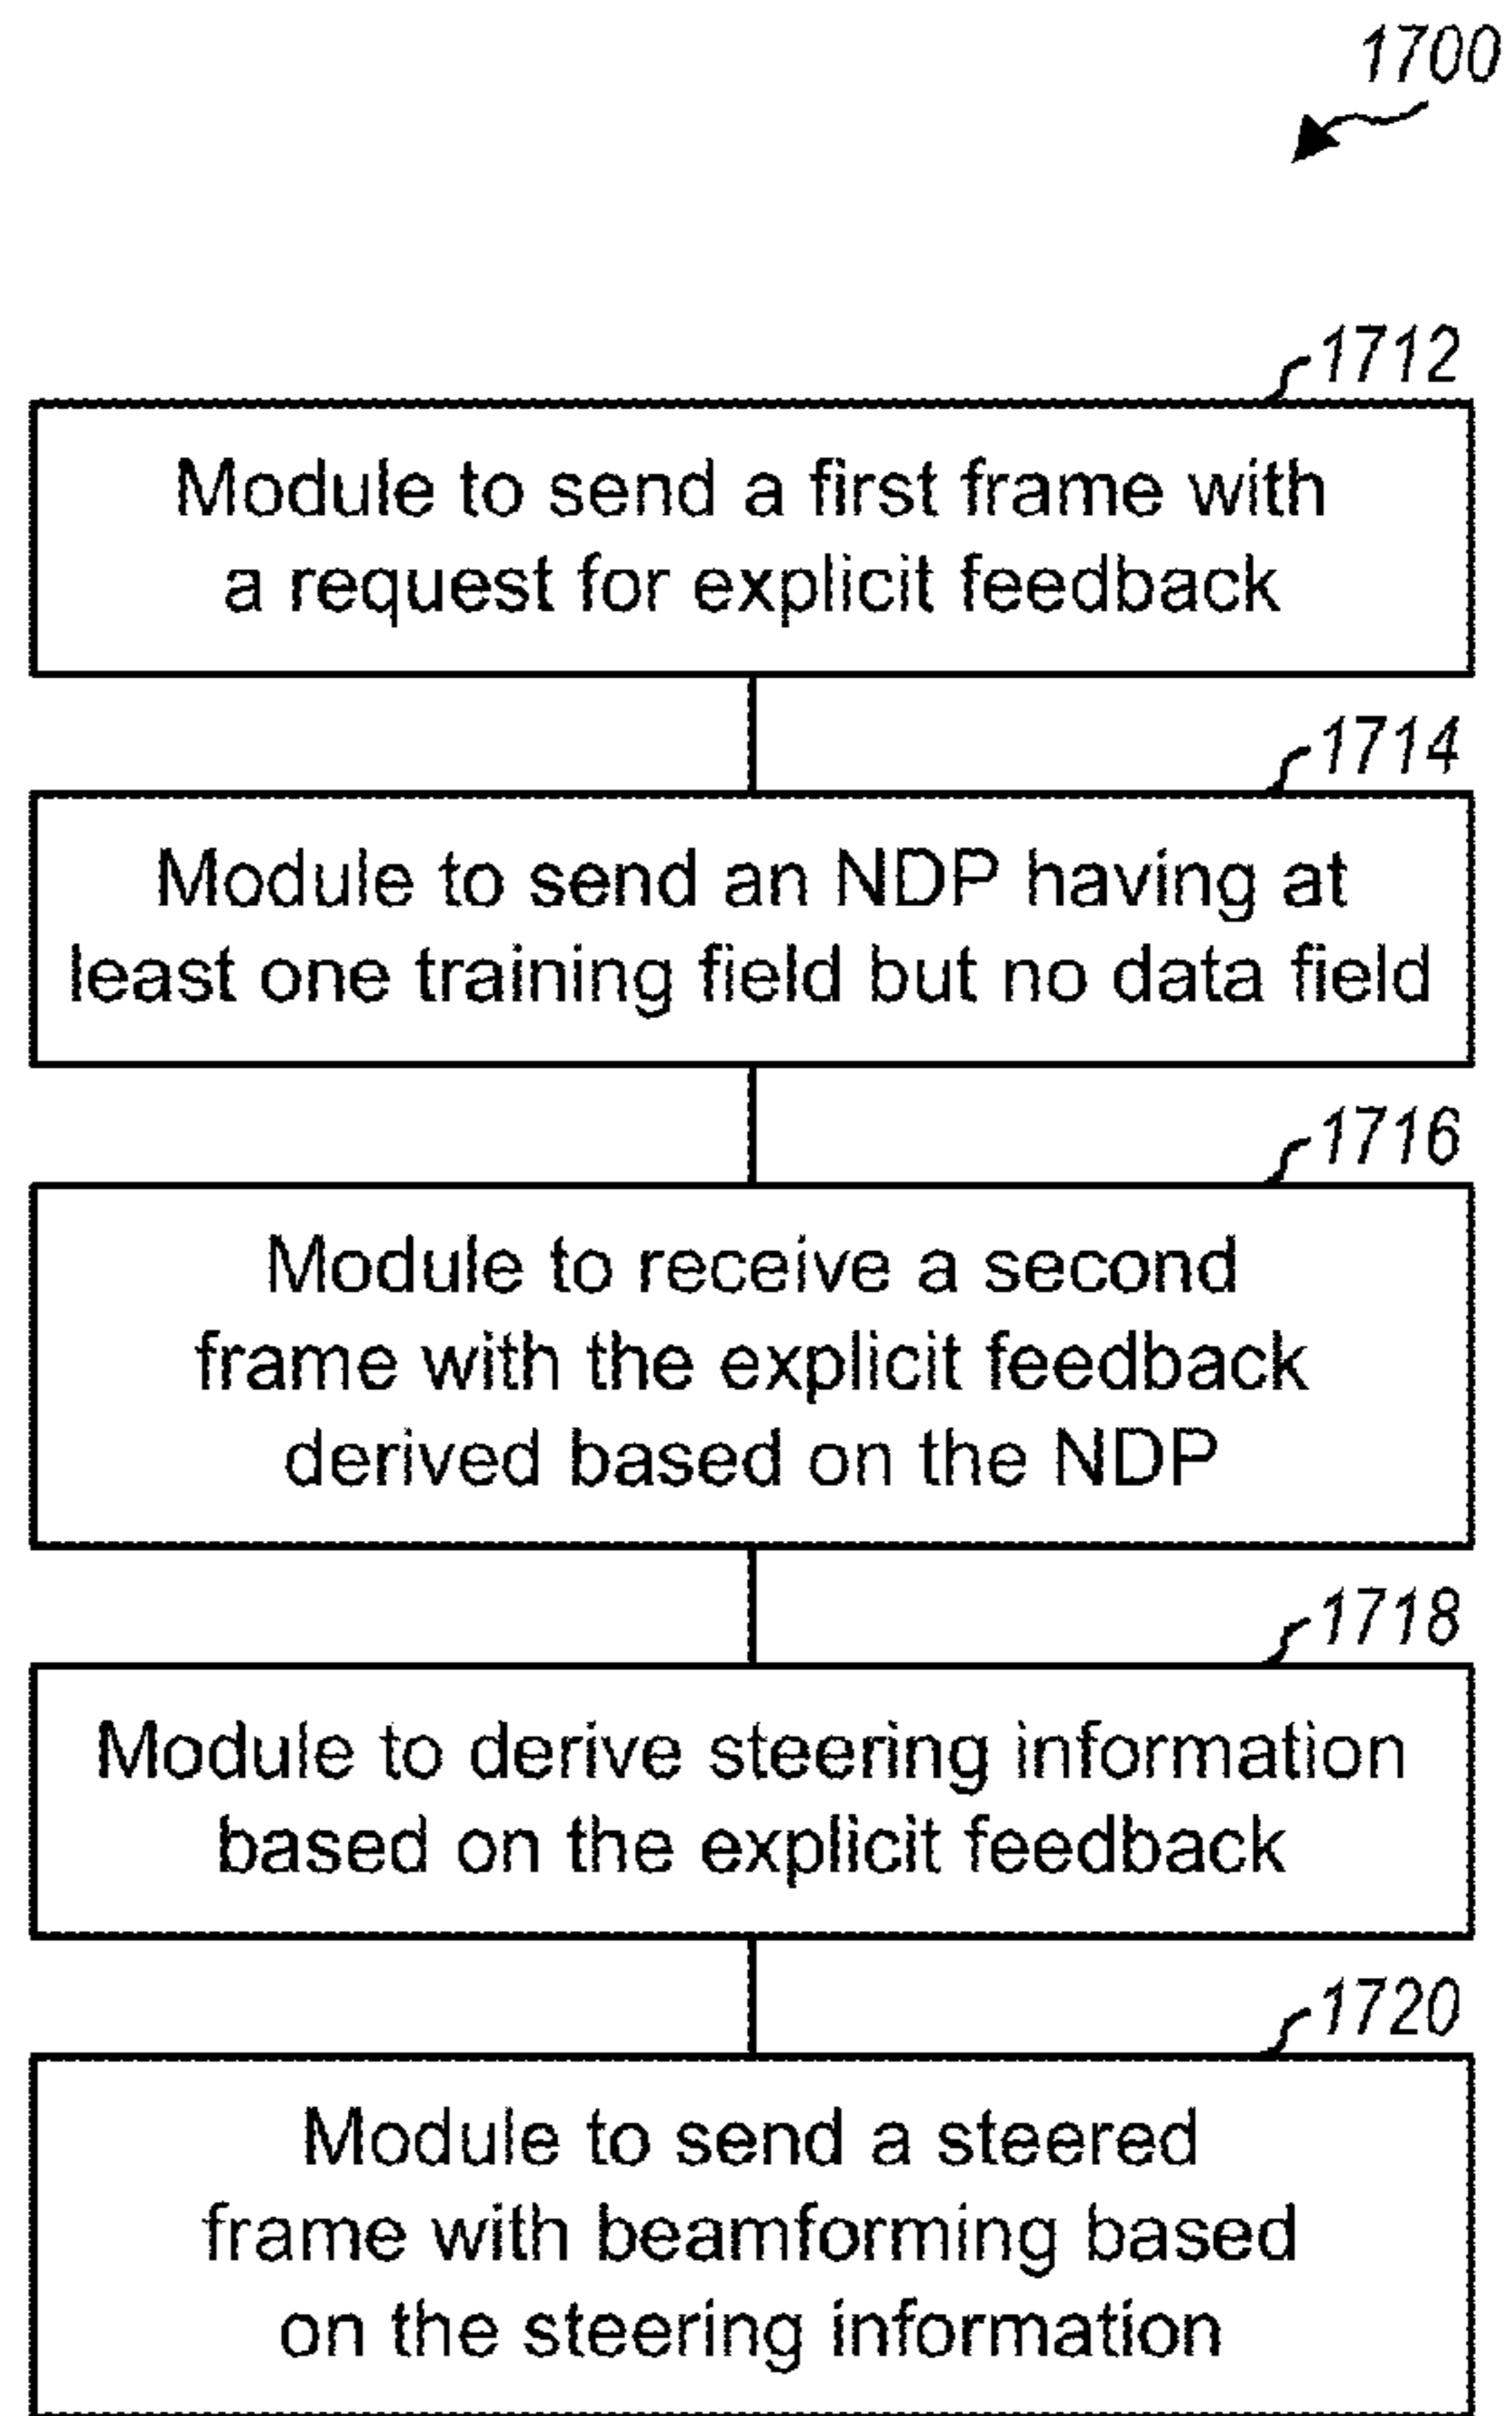 1700
1712
Module to send a first frame with
a request for explicit feedback
1714
Module to send an NDP having at
least one training field but no data field
1716
Module to receive a second
frame with the explicit feedback
derived based on the NDP
1718
Module to derive steering information
based on the explicit feedback
1720
Module to send a steered
frame with beamforming based
on the steering information